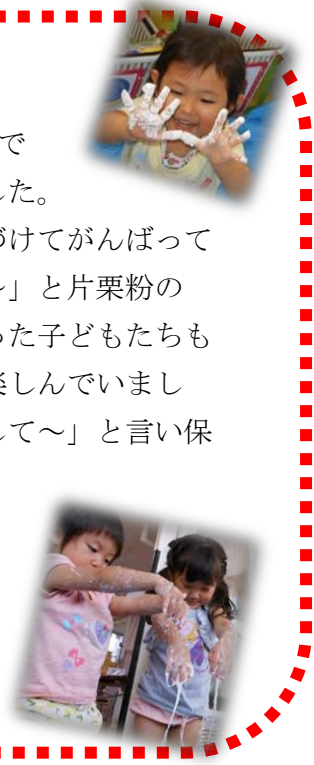 で
した。
づけてがんばって
～」と片栗粉の
った子どもたちも
楽しんでいまし
して～」と言い保